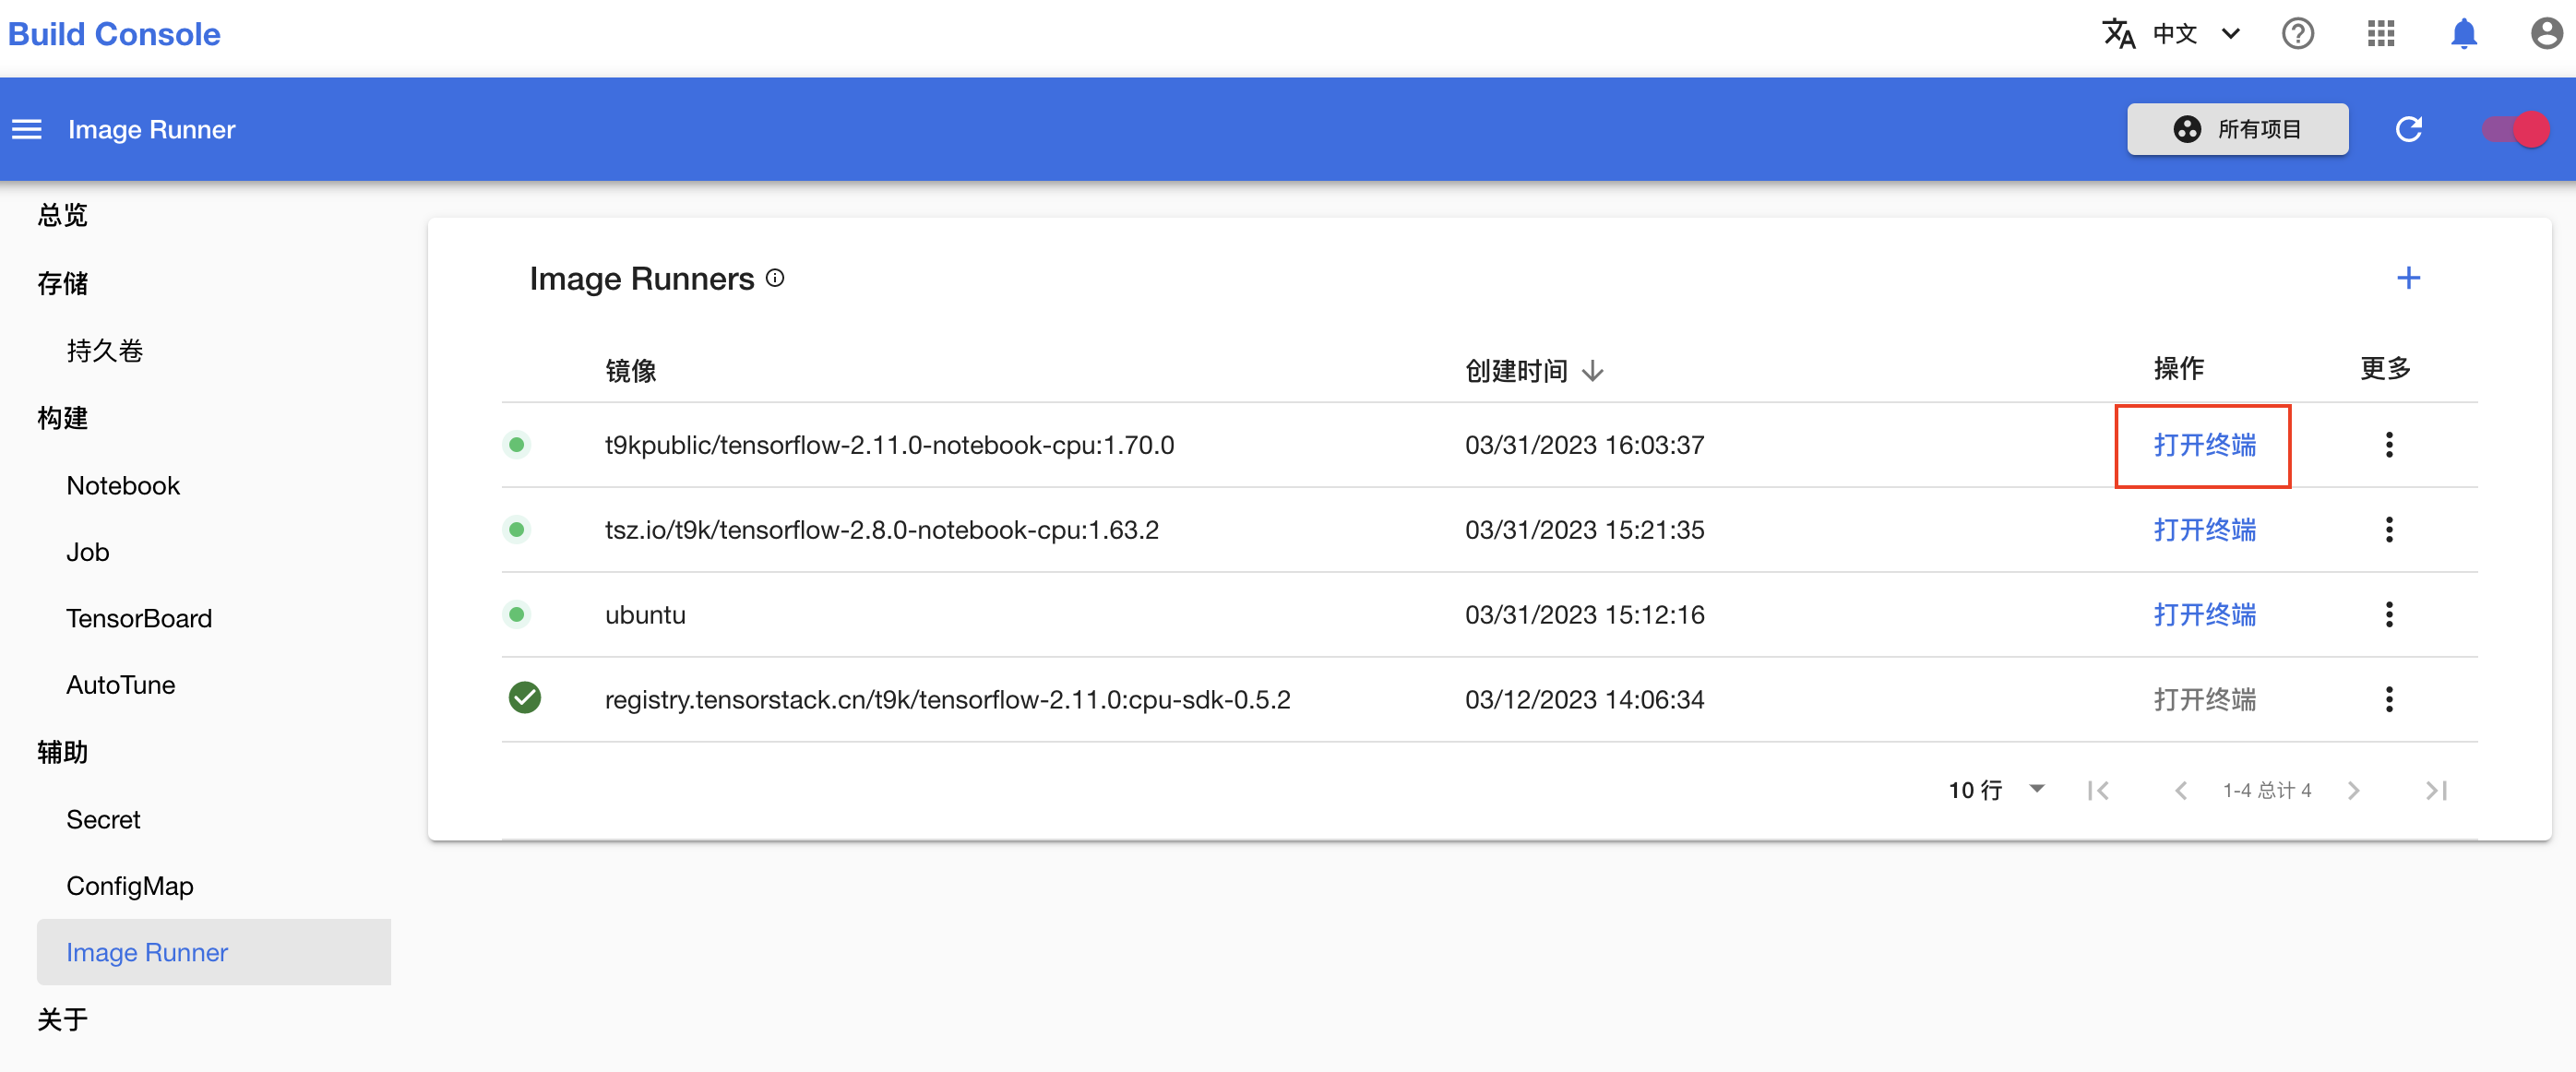 Build Console
中文
Image Runner
所有项目
总览
存储
持久卷
构建
Notebook
Job
TensorBoard
AutoTune
辅助
Secret
ConfigMap
Image Runner
关于
Image Runners
镜像 创建时间 操作 更多
t9kpublic/tensorflow-2.11.0-notebook-cpu:1.70.0 03/31/2023 16:03:37 打开终端
tsz.io/t9k/tensorflow-2.8.0-notebook-cpu:1.63.2 03/31/2023 15:21:35 打开终端
ubuntu 03/31/2023 15:12:16 打开终端
registry.tensorstack.cn/t9k/tensorflow-2.11.0:cpu-sdk-0.5.2 03/12/2023 14:06:34 打开终端
10 行 1-4 总计 4